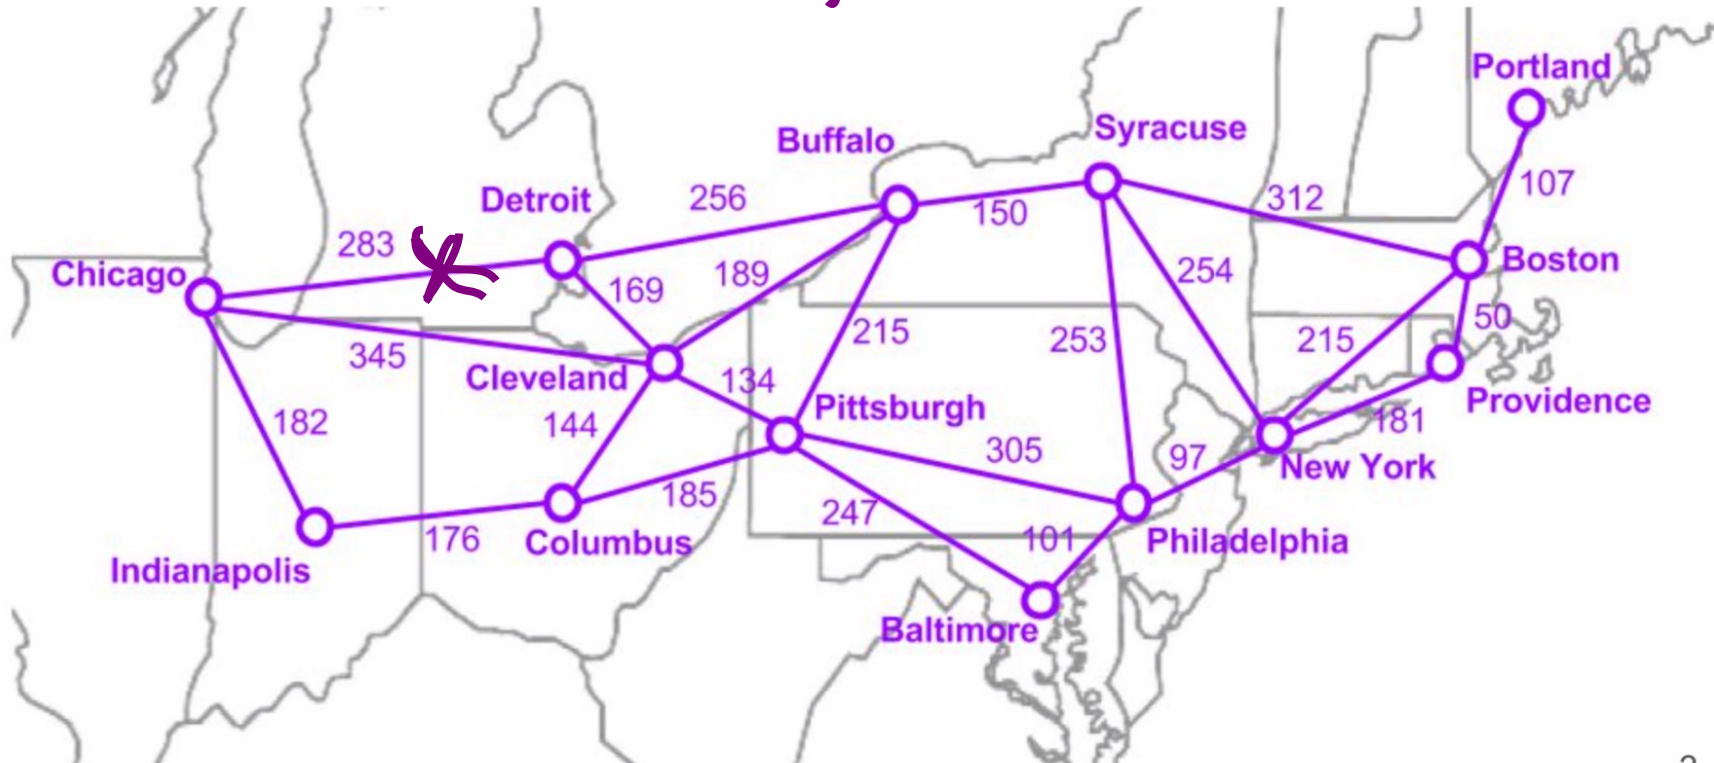 Portland
Syracuse
Buffalo
107
Detroit
256
312
150
283
Boston
Chicago
169
189
254
50
345
215
253
215
Cleveland
134
Providence
Pittsburgh
182
144
181
305
97
New York
185
247
176
Columbus
101
Philadelphia
Indianapolis
Baltimore